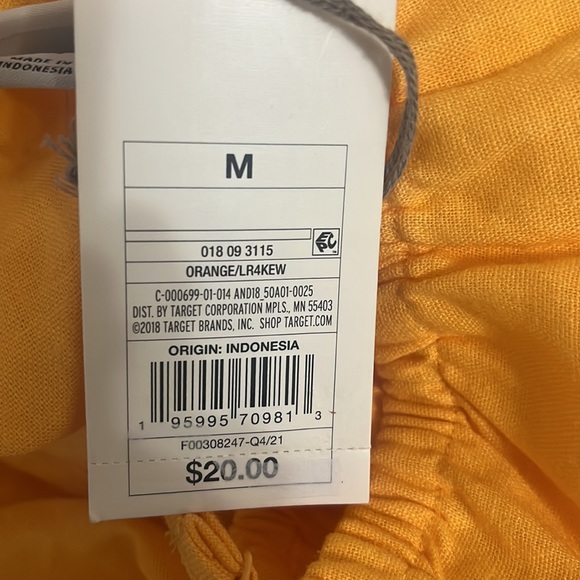 MADE IN
INDONESIA
M
018 09 3115
EPC
ORANGE/LR4KEW
C-000699-01-014 AND18_50A01-0025
DIST. BY TARGET CORPORATION MPLS., MN 55403
©2018 TARGET BRANDS, INC. SHOP TARGET.COM
ORIGIN: INDONESIA
1 95995 70981 3
F00308247-Q4/21
$20.00